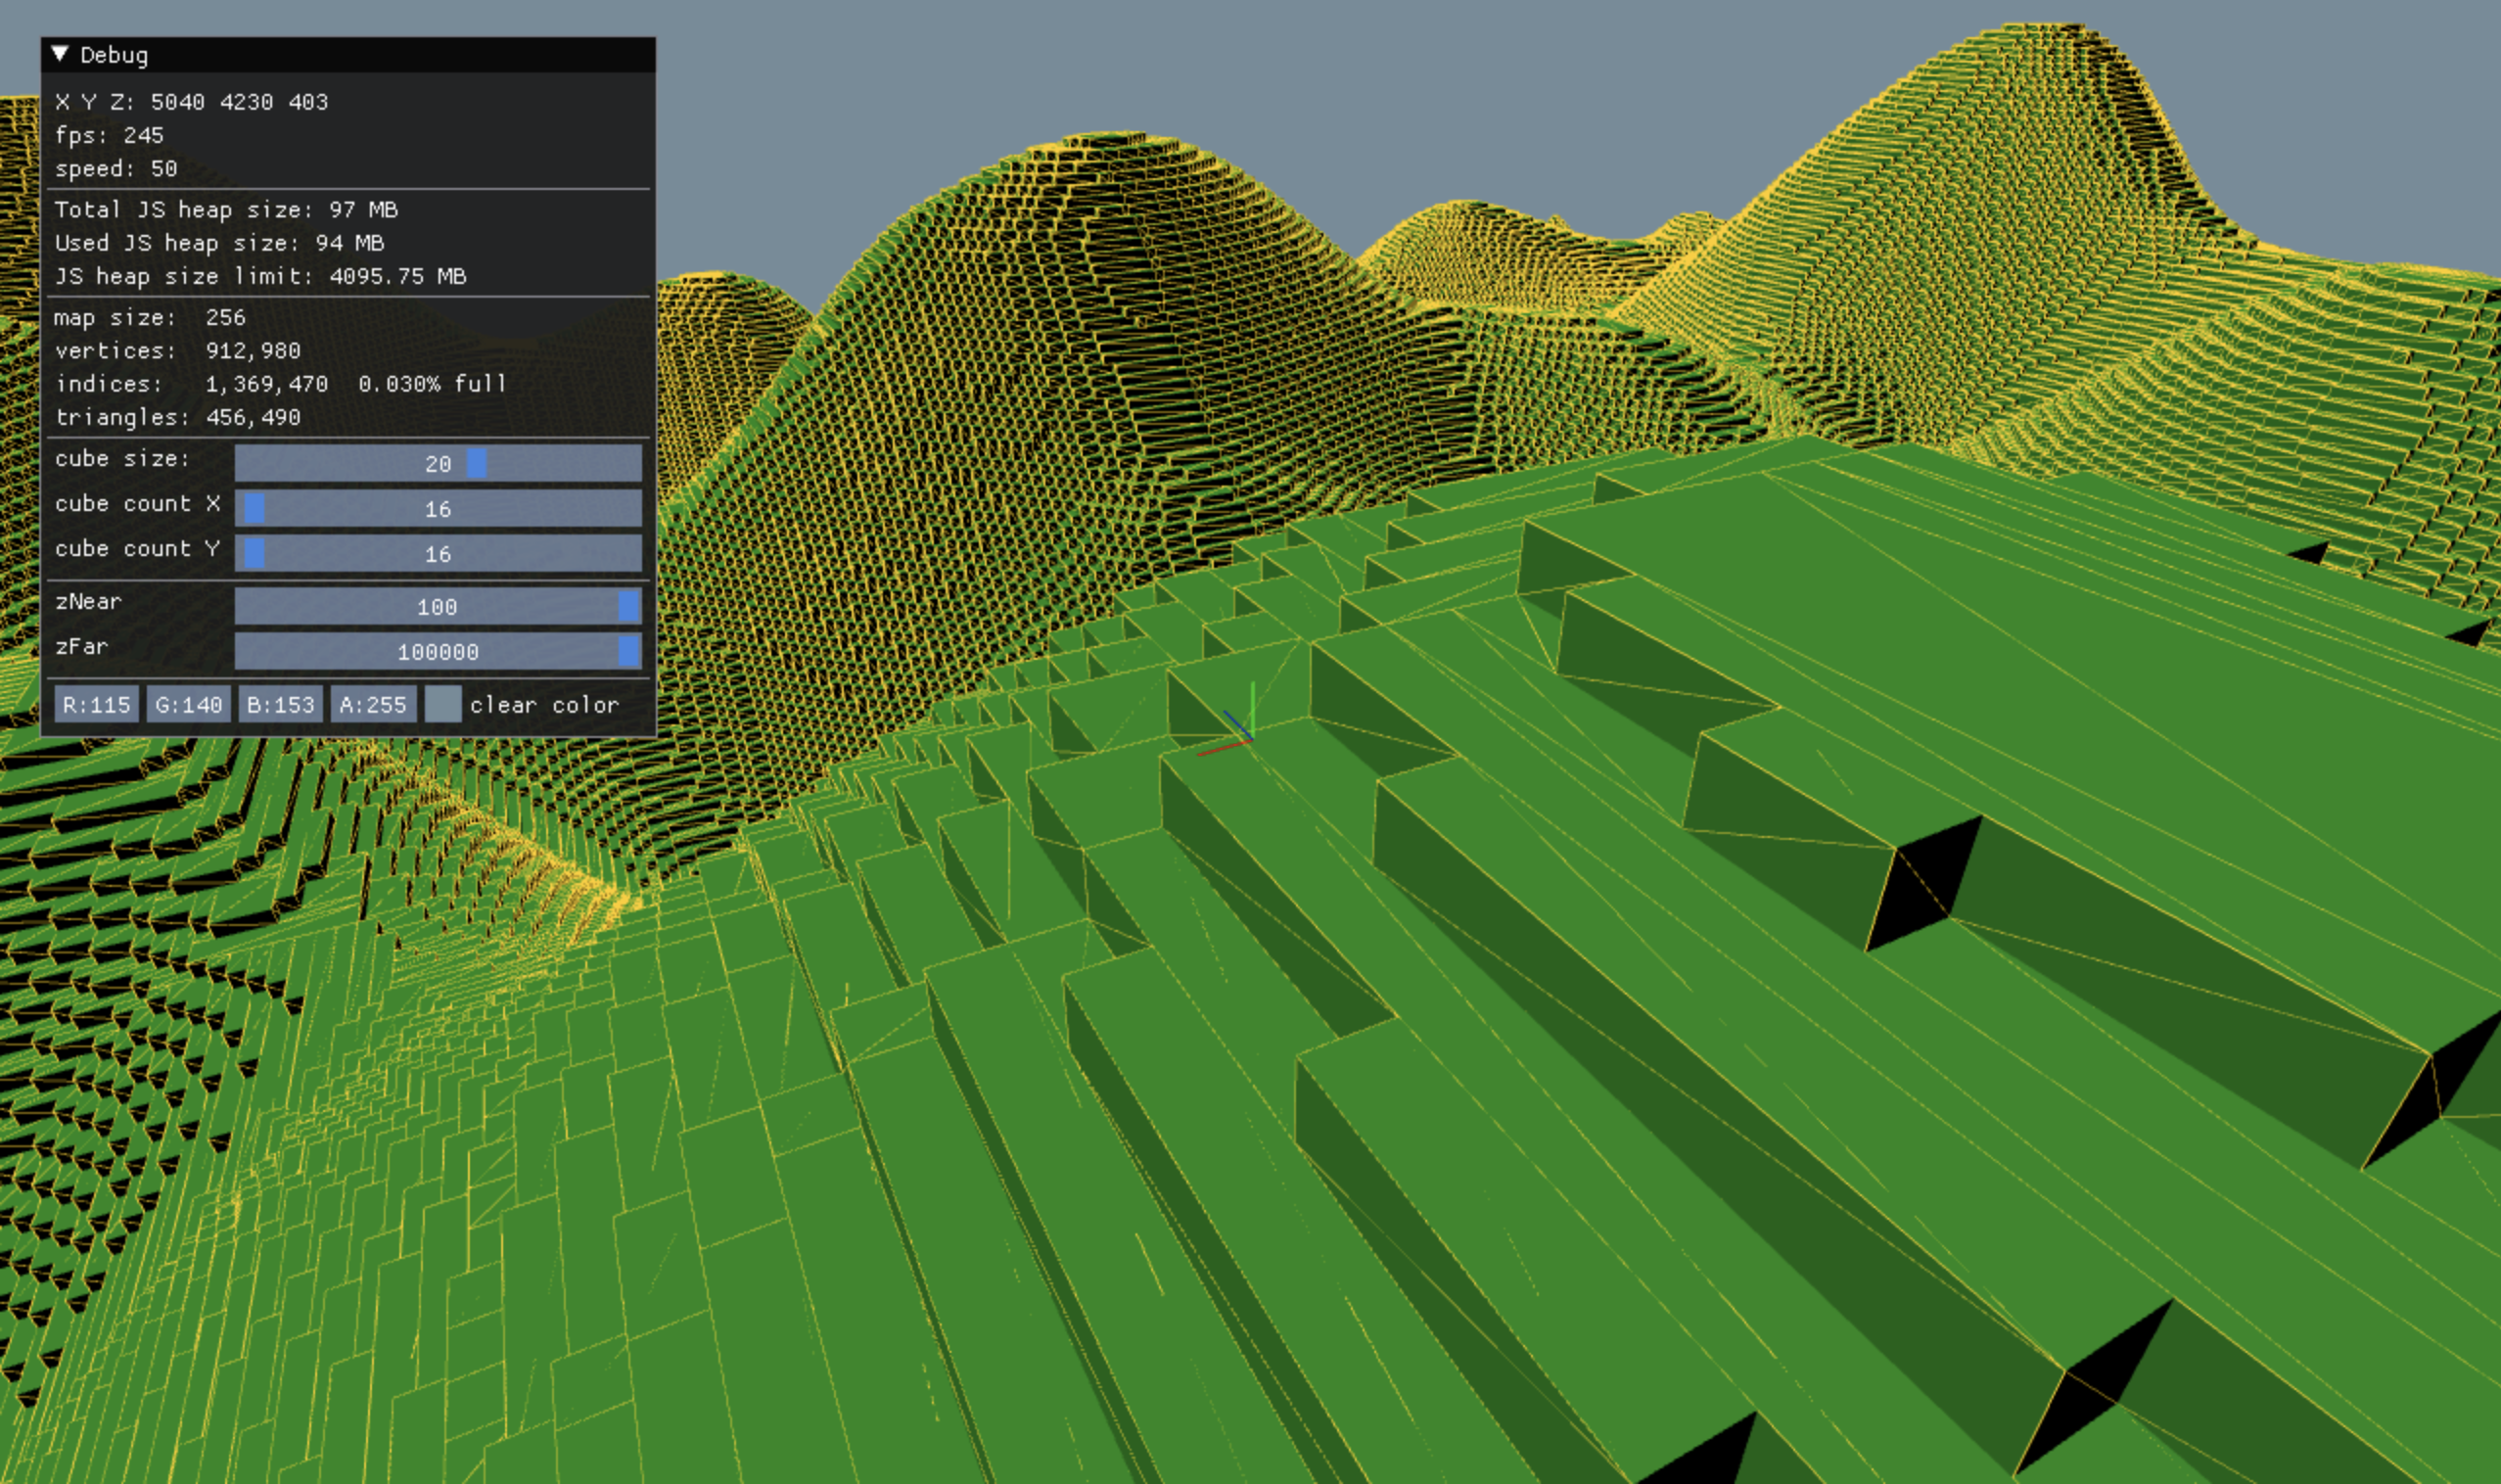 Debug
X Y Z: 5040 4230 403
fps: 245
speed: 50
Total JS heap size: 97 MB
Used JS heap size: 94 MB
JS heap size limit: 4095.75 MB
map size: 256
vertices: 912,980
indices: 1,369,470 0.030% full
triangles: 456,490
cube size: 20
cube count X 16
cube count Y 16
zNear 100
zFar 100000
R:115 G:140 B:153 A:255 clear color